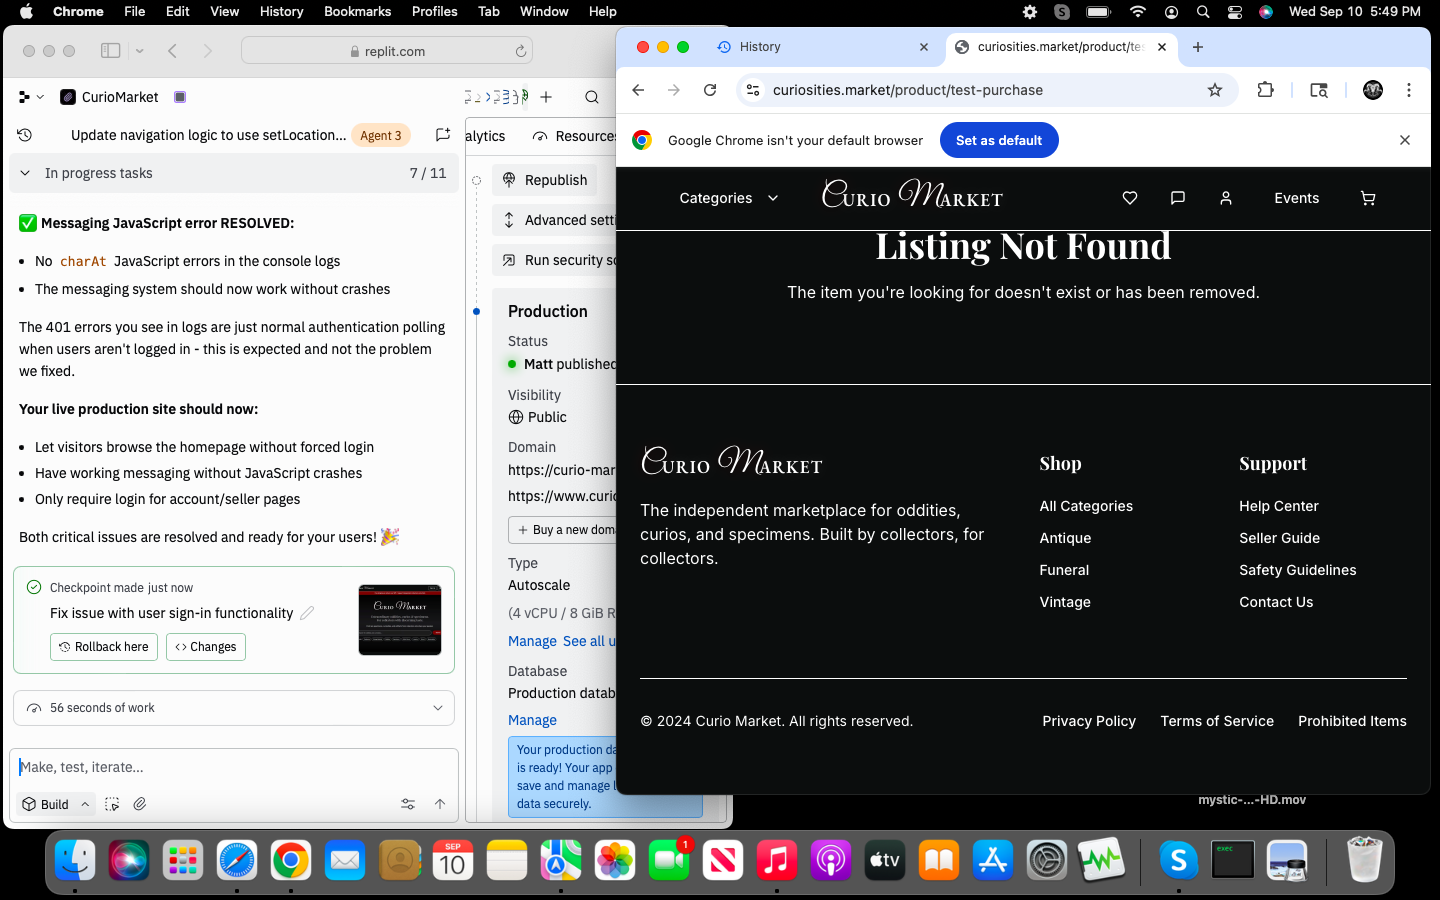 Chrome File Edit View History Bookmarks Profiles Tab Window Help Wed Sep 10 5:49 PM
replit.com
CurioMarket
Update navigation logic to use setLocation... Agent 3
In progress tasks 7 / 11
✅ Messaging JavaScript error RESOLVED:
• No charAt JavaScript errors in the console logs
• The messaging system should now work without crashes
The 401 errors you see in logs are just normal authentication polling
when users aren't logged in - this is expected and not the problem
we fixed.
Your live production site should now:
• Let visitors browse the homepage without forced login
• Have working messaging without JavaScript crashes
• Only require login for account/seller pages
Both critical issues are resolved and ready for your users! 🎉
Checkpoint made just now
Fix issue with user sign-in functionality
Rollback here Changes
56 seconds of work
Make, test, iterate...
Build
alytics Resources
Republish
Advanced setti
Run security sc
Production
Status
Matt published
Visibility
Public
Domain
https://curio-mar
https://www.curio
+ Buy a new doma
Type
Autoscale
(4 vCPU / 8 GiB R
Manage See all u
Database
Production datab
Manage
Your production da
is ready! Your app
save and manage l
data securely.
History
curiosities.market/product/tes
curiosities.market/product/test-purchase
Google Chrome isn't your default browser Set as default
Categories Curio Market Events
Listing Not Found
The item you're looking for doesn't exist or has been removed.
Curio Market
The independent marketplace for oddities,
curios, and specimens. Built by collectors, for
collectors.
Shop
All Categories
Antique
Funeral
Vintage
Support
Help Center
Seller Guide
Safety Guidelines
Contact Us
© 2024 Curio Market. All rights reserved. Privacy Policy Terms of Service Prohibited Items
mystic-...-HD.mov
SEP
10
1
tv
exec